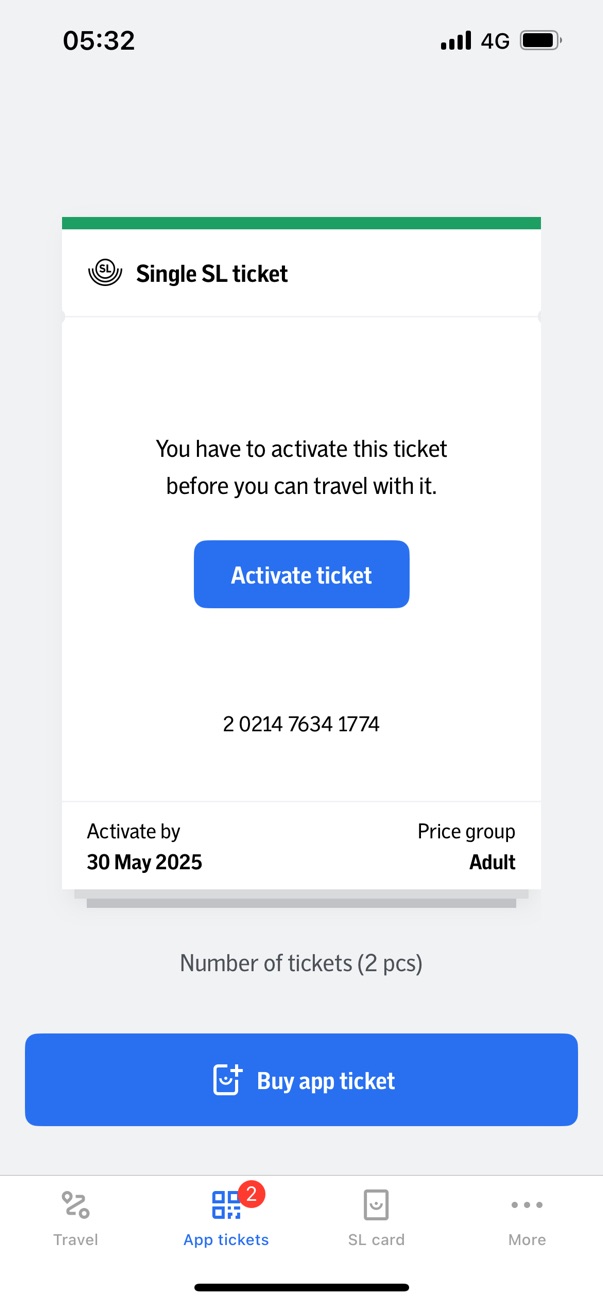 05:32
4G
SL
Single SL ticket
You have to activate this ticket
before you can travel with it.
Activate ticket
2 0214 7634 1774
Activate by
Price group
30 May 2025
Adult
Number of tickets (2 pcs)
Buy app ticket
2
Travel
App tickets
SL card
More